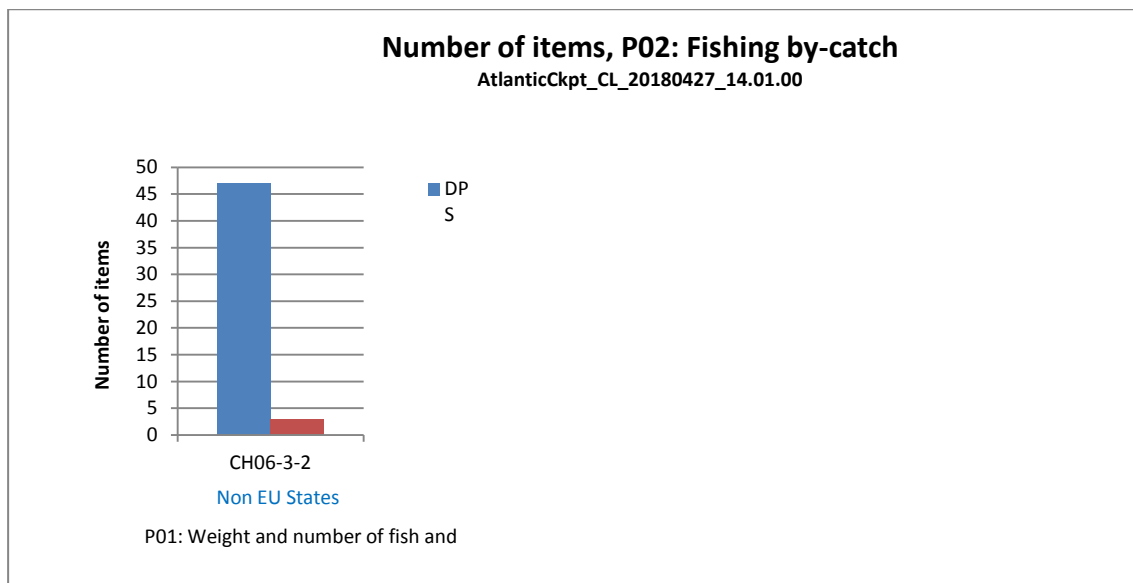 Number of items, P02: Fishing by-catch
AtlanticCkpt_CL_20180427_14.01.00
50
45
40
35
30
25
20
15
10
5
0
Number of items
DP
S
CH06-3-2
Non EU States
P01: Weight and number of fish and